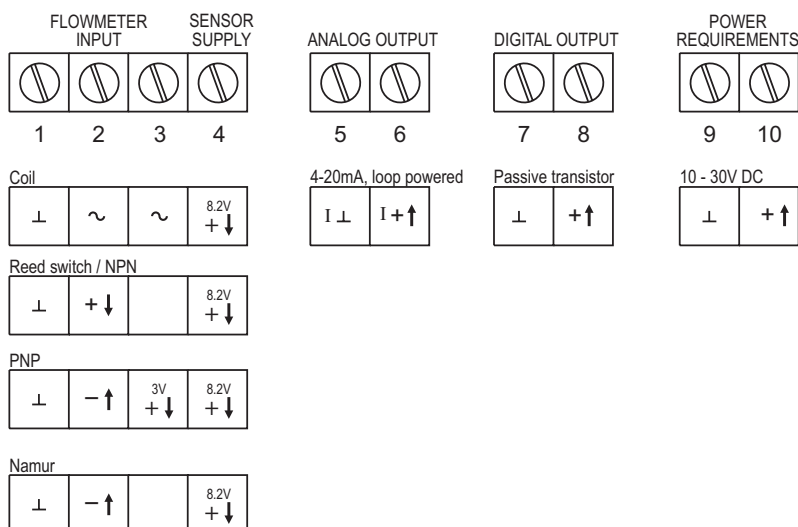 FLOWMETER INPUT
SENSOR SUPPLY
ANALOG OUTPUT
DIGITAL OUTPUT
POWER REQUIREMENTS
1 2 3 4 5 6 7 8 9 10
Coil
4-20mA, loop powered
Passive transistor
10 - 30V DC
⊥ ~ ~ 8.2V + ↓
I ⊥ I + ↑
⊥ + ↑
⊥ + ↑
Reed switch / NPN
⊥ + ↓ 8.2V + ↓
PNP
⊥ − ↑ 3V + ↓ 8.2V + ↓
Namur
⊥ − ↑ 8.2V + ↓